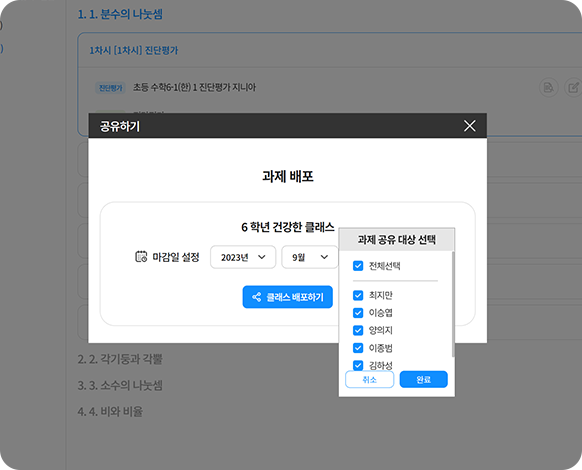 1. 1. 분수의 나눗셈
1차시 [1차시] 진단평가
진단평가 초등 수학6-1(한) 1 진단평가 지니아
공유하기
과제 배포
6 학년 건강한 클래스
마감일 설정 2023년 9월
클래스 배포하기
과제 공유 대상 선택
전체선택
최지만
이승엽
양의지
이종범
김하성
취소 완료
2. 2. 각기둥과 각뿔
3. 3. 소수의 나눗셈
4. 4. 비와 비율